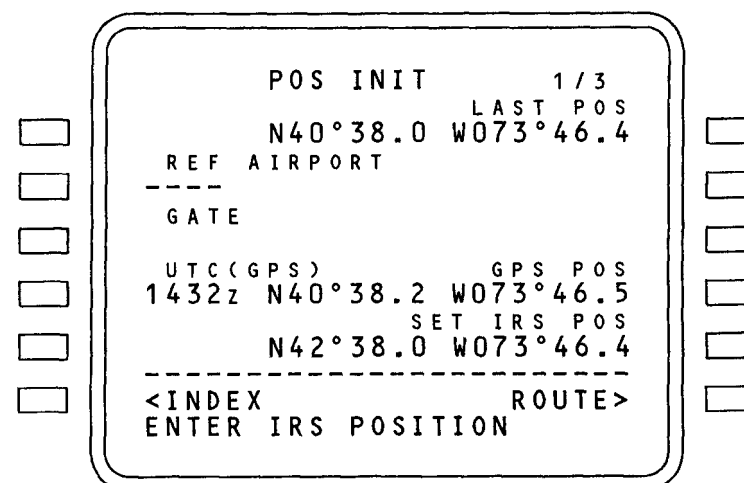 POS INIT 1/3
LAST POS
N40°38.0 W073°46.4
REF AIRPORT
----
GATE
UTC(GPS) GPS POS
1432z N40°38.2 W073°46.5
SET IRS POS
N42°38.0 W073°46.4
------------------------
<INDEX ROUTE>
ENTER IRS POSITION